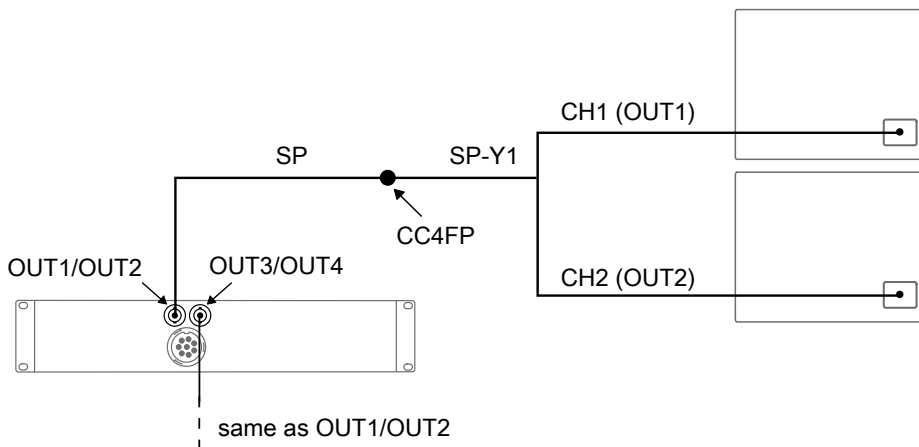 CH1 (OUT1)
SP
SP-Y1
CC4FP
OUT1/OUT2
OUT3/OUT4
CH2 (OUT2)
same as OUT1/OUT2